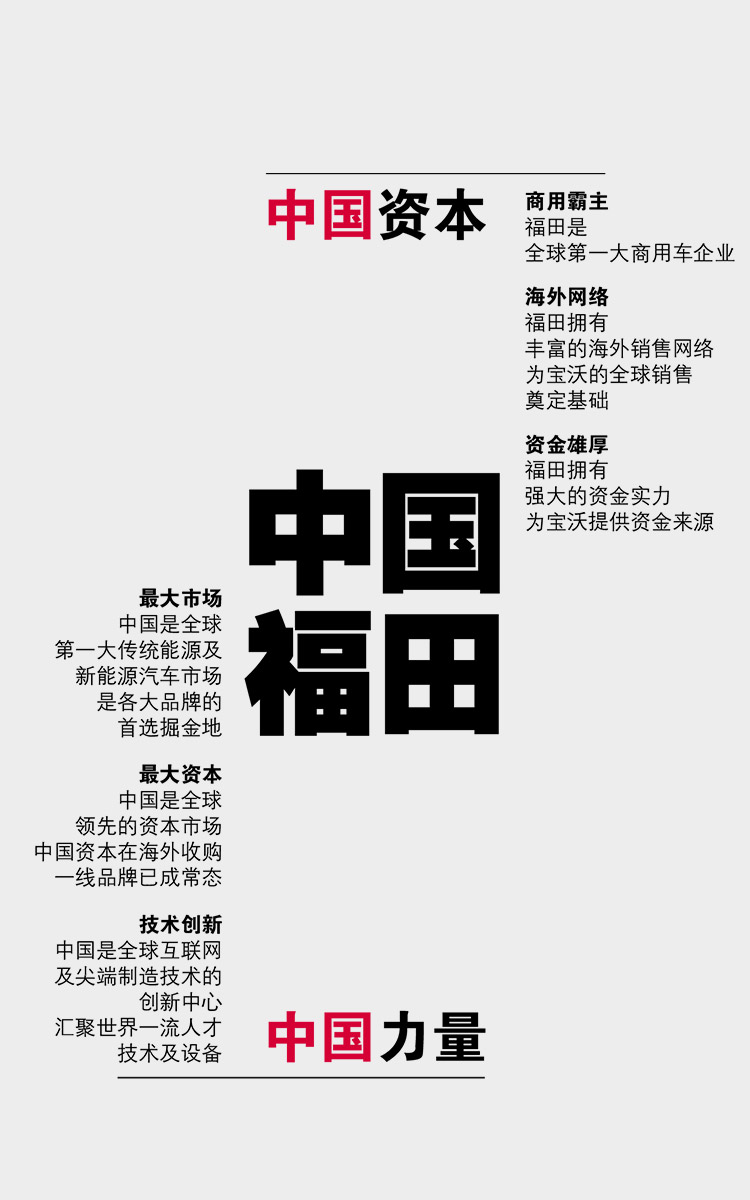 中国资本
商用霸主
福田是
全球第一大商用车企业
海外网络
福田拥有
丰富的海外销售网络
为宝沃的全球销售
奠定基础
资金雄厚
福田拥有
强大的资金实力
为宝沃提供资金来源
中国
福田
最大市场
中国是全球
第一大传统能源及
新能源汽车市场
是各大品牌的
首选掘金地
最大资本
中国是全球
领先的资本市场
中国资本在海外收购
一线品牌已成常态
技术创新
中国是全球互联网
及尖端制造技术的
创新中心
汇聚世界一流人才
技术及设备
中国力量